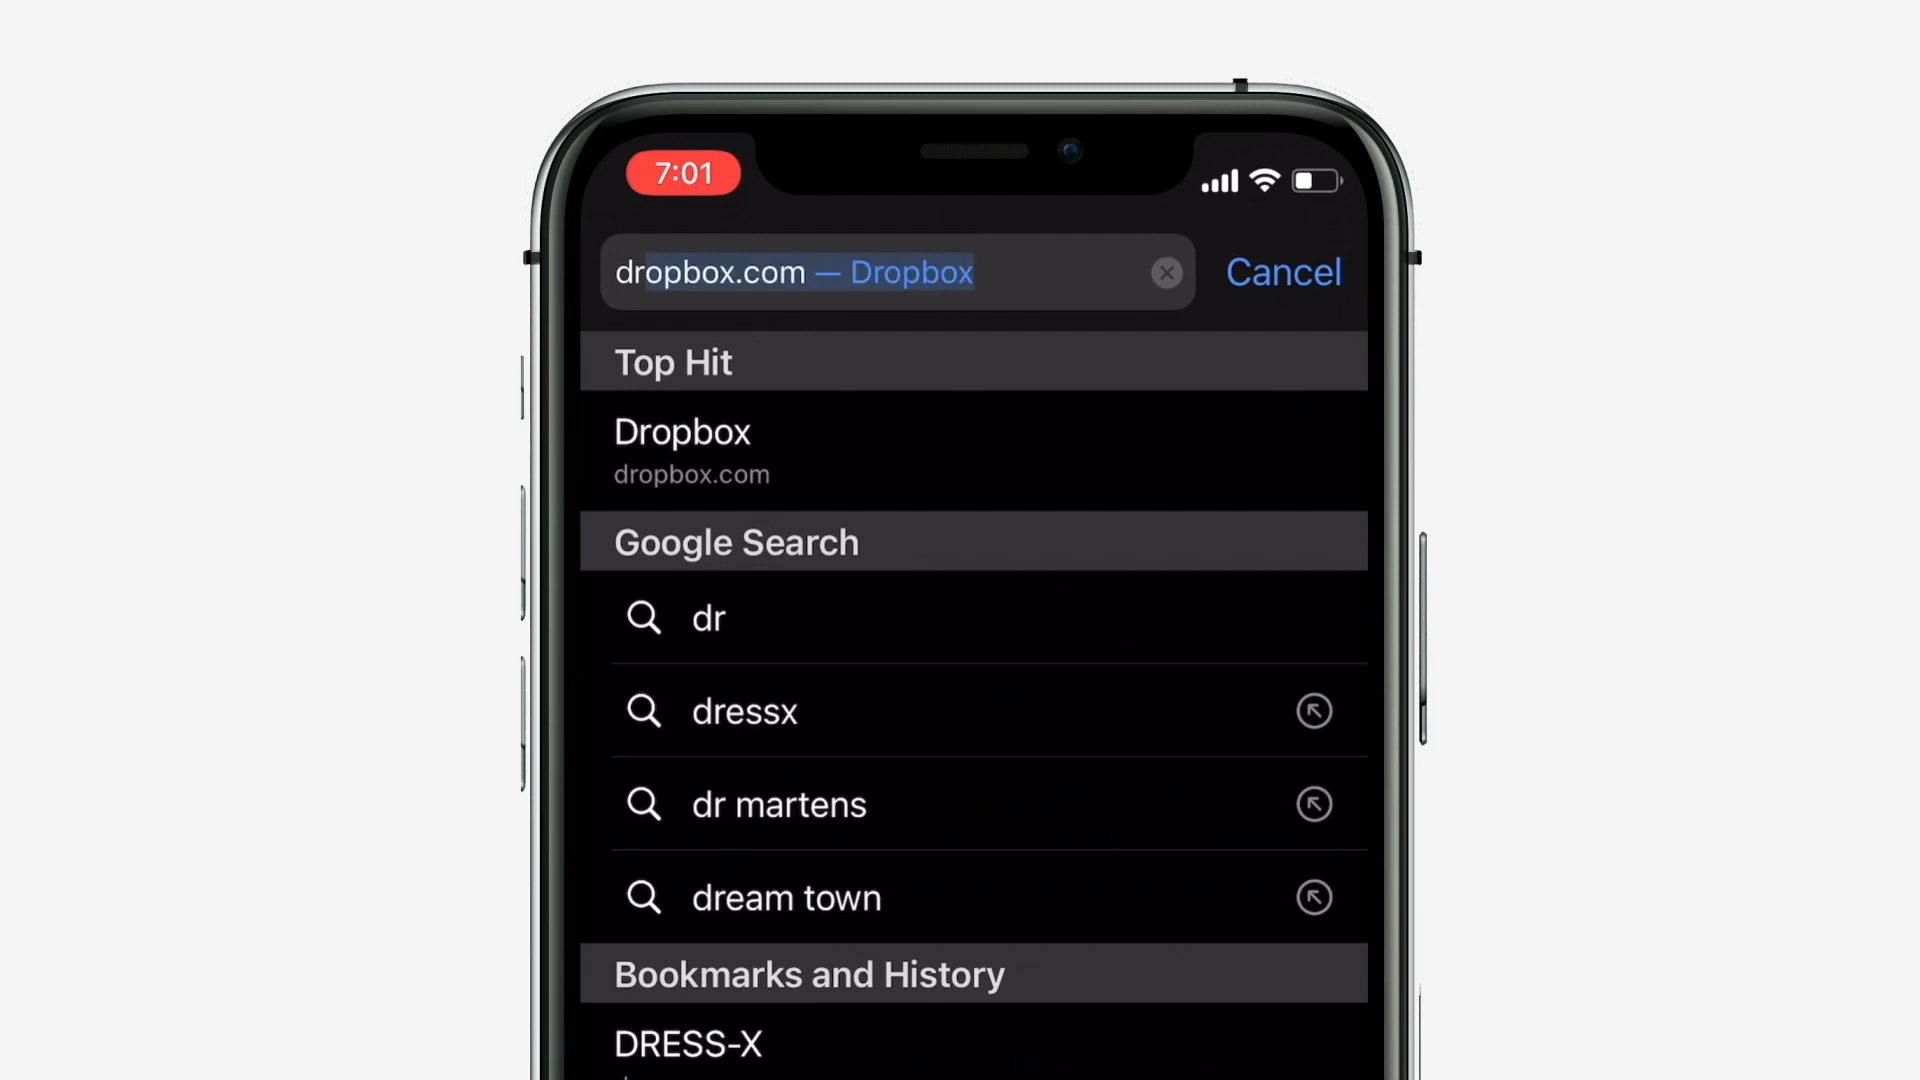 7:01
dropbox.com — Dropbox
Cancel
Top Hit
Dropbox
dropbox.com
Google Search
dr
dressx
dr martens
dream town
Bookmarks and History
DRESS-X